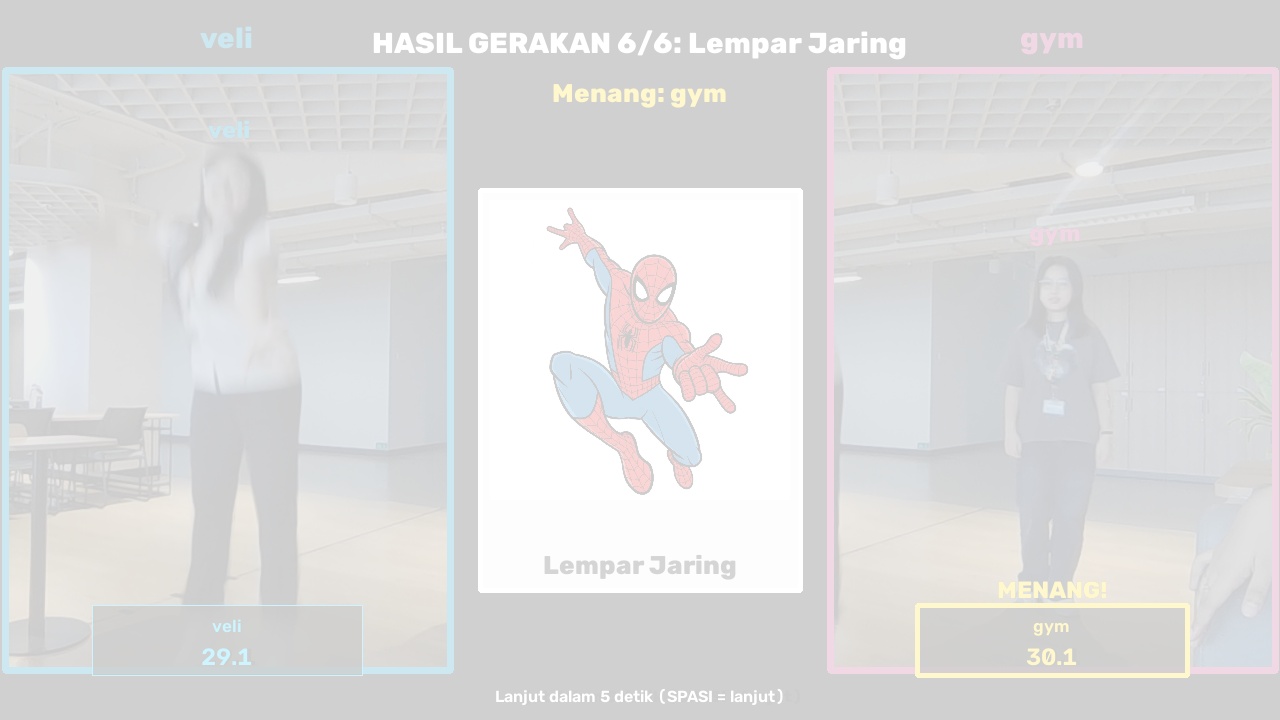 veli
HASIL GERAKAN 6/6: Lempar Jaring
gym
Menang: gym
veli
gym
Lempar Jaring
MENANG!
veli
29.1
gym
30.1
Lanjut dalam 5 detik (SPASI = lanjut)